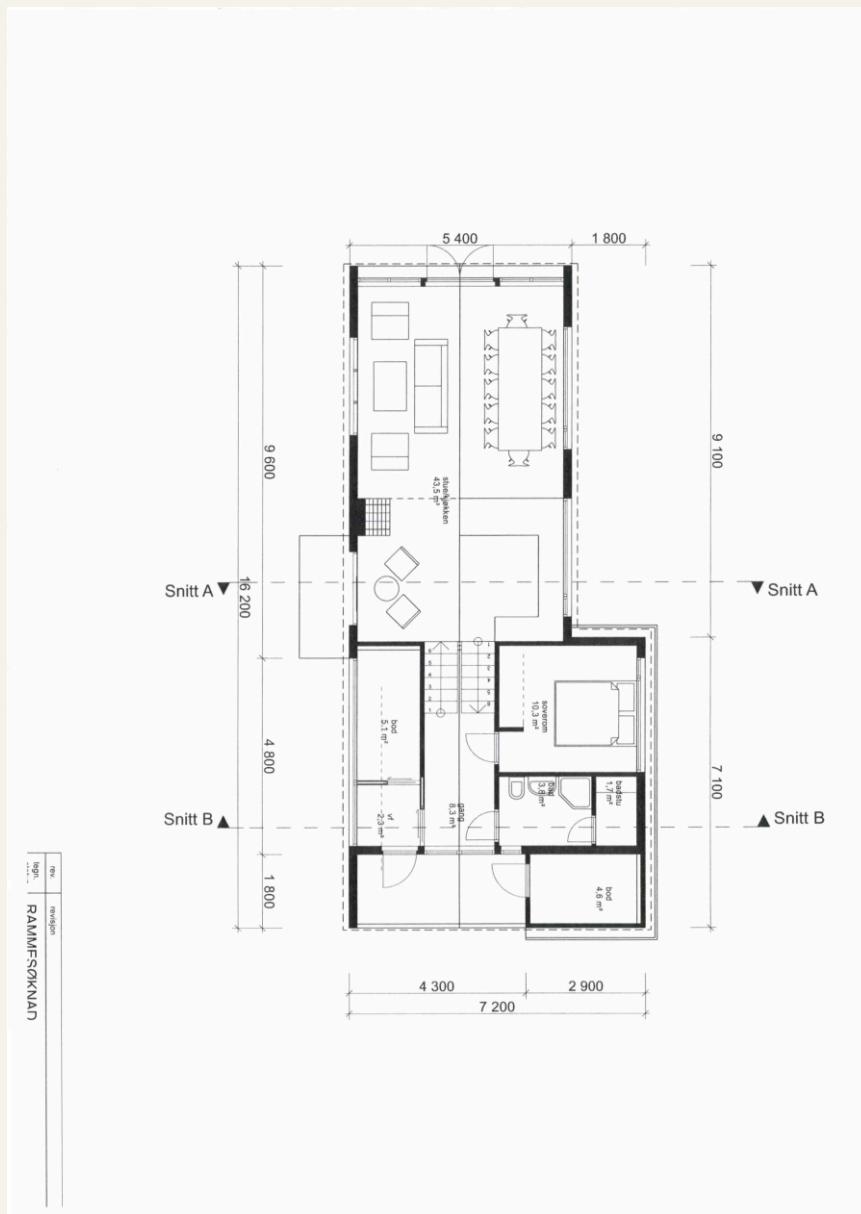 5 400
1 800
9 600
16 200
9 100
stue/kjøkken
43,5 m²
Snitt A
Snitt A
soverom
10,3 m²
bod
5,1 m²
4 800
7 100
badstu
1,7 m²
bad
3,8 m²
gang
8,3 m²
vf
2,3 m²
Snitt B
Snitt B
bod
4,6 m²
1 800
rev.
revisjon
tegn.
RAMMESØKNAD
4 300
2 900
7 200